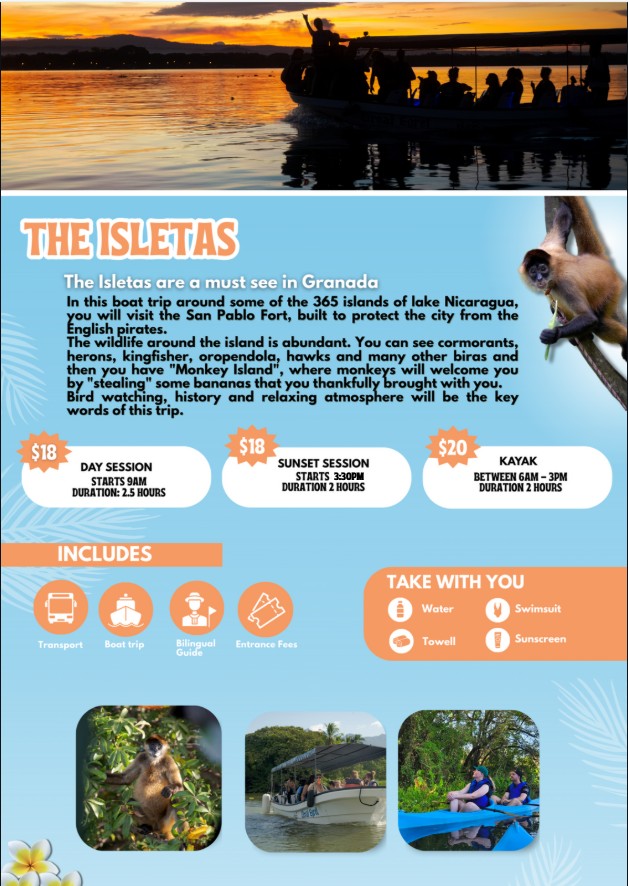 THE ISLETAS
The Isletas are a must see in Granada
In this boat trip around some of the 365 islands of lake Nicaragua,
you will visit the San Pablo Fort, built to protect the city from the
English pirates.
The wildlife around the island is abundant. You can see cormorants,
herons, kingfisher, oropendola, hawks and many other biras and
then you have "Monkey Island", where monkeys will welcome you
by "stealing" some bananas that you thankfully brought with you.
Bird watching, history and relaxing atmosphere will be the key
words of this trip.
$18
DAY SESSION
STARTS 9AM
DURATION: 2.5 HOURS
$18
SUNSET SESSION
STARTS 3:30PM
DURATION 2 HOURS
$20
KAYAK
BETWEEN 6AM – 3PM
DURATION 2 HOURS
INCLUDES
Transport
Boat trip
Bilingual
Guide
Entrance Fees
TAKE WITH YOU
Water
Swimsuit
Towell
Sunscreen